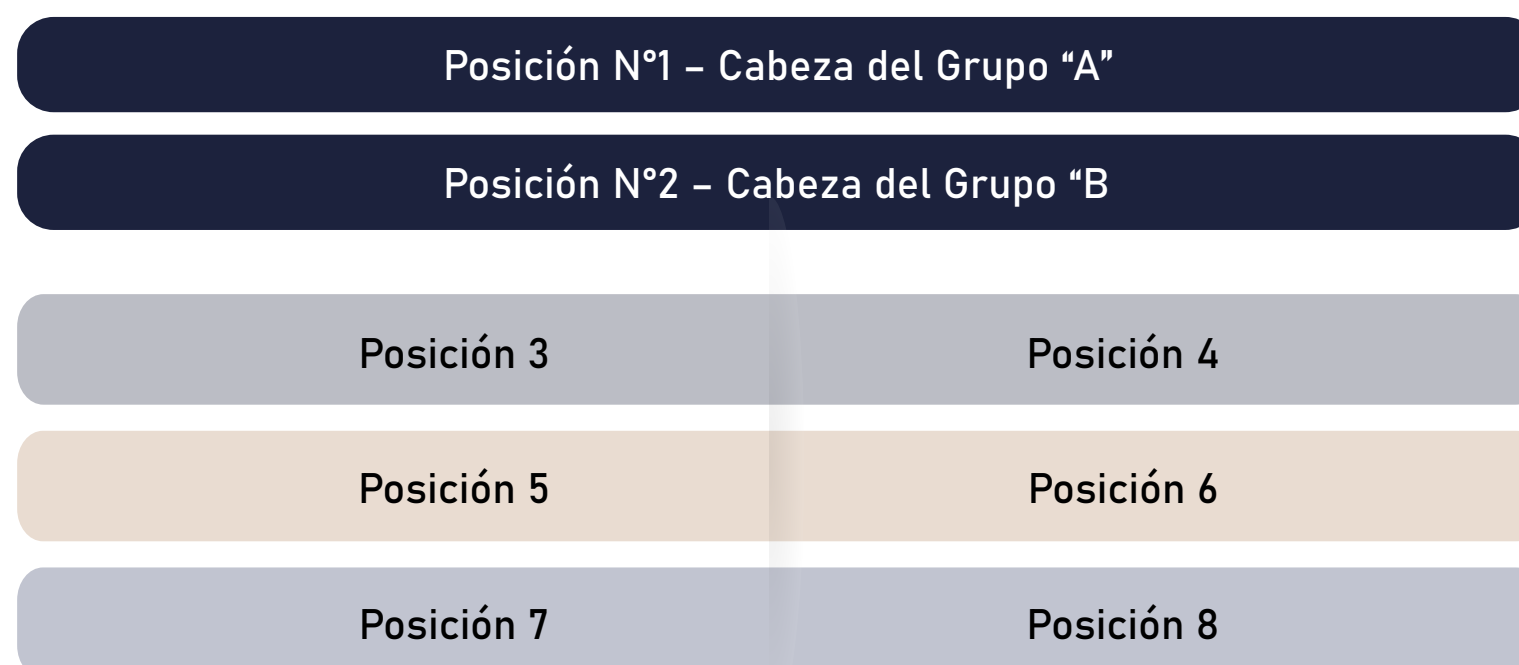 Posición N°1 – Cabeza del Grupo “A”
Posición N°2 – Cabeza del Grupo “B
Posición 3 Posición 4
Posición 5 Posición 6
Posición 7 Posición 8